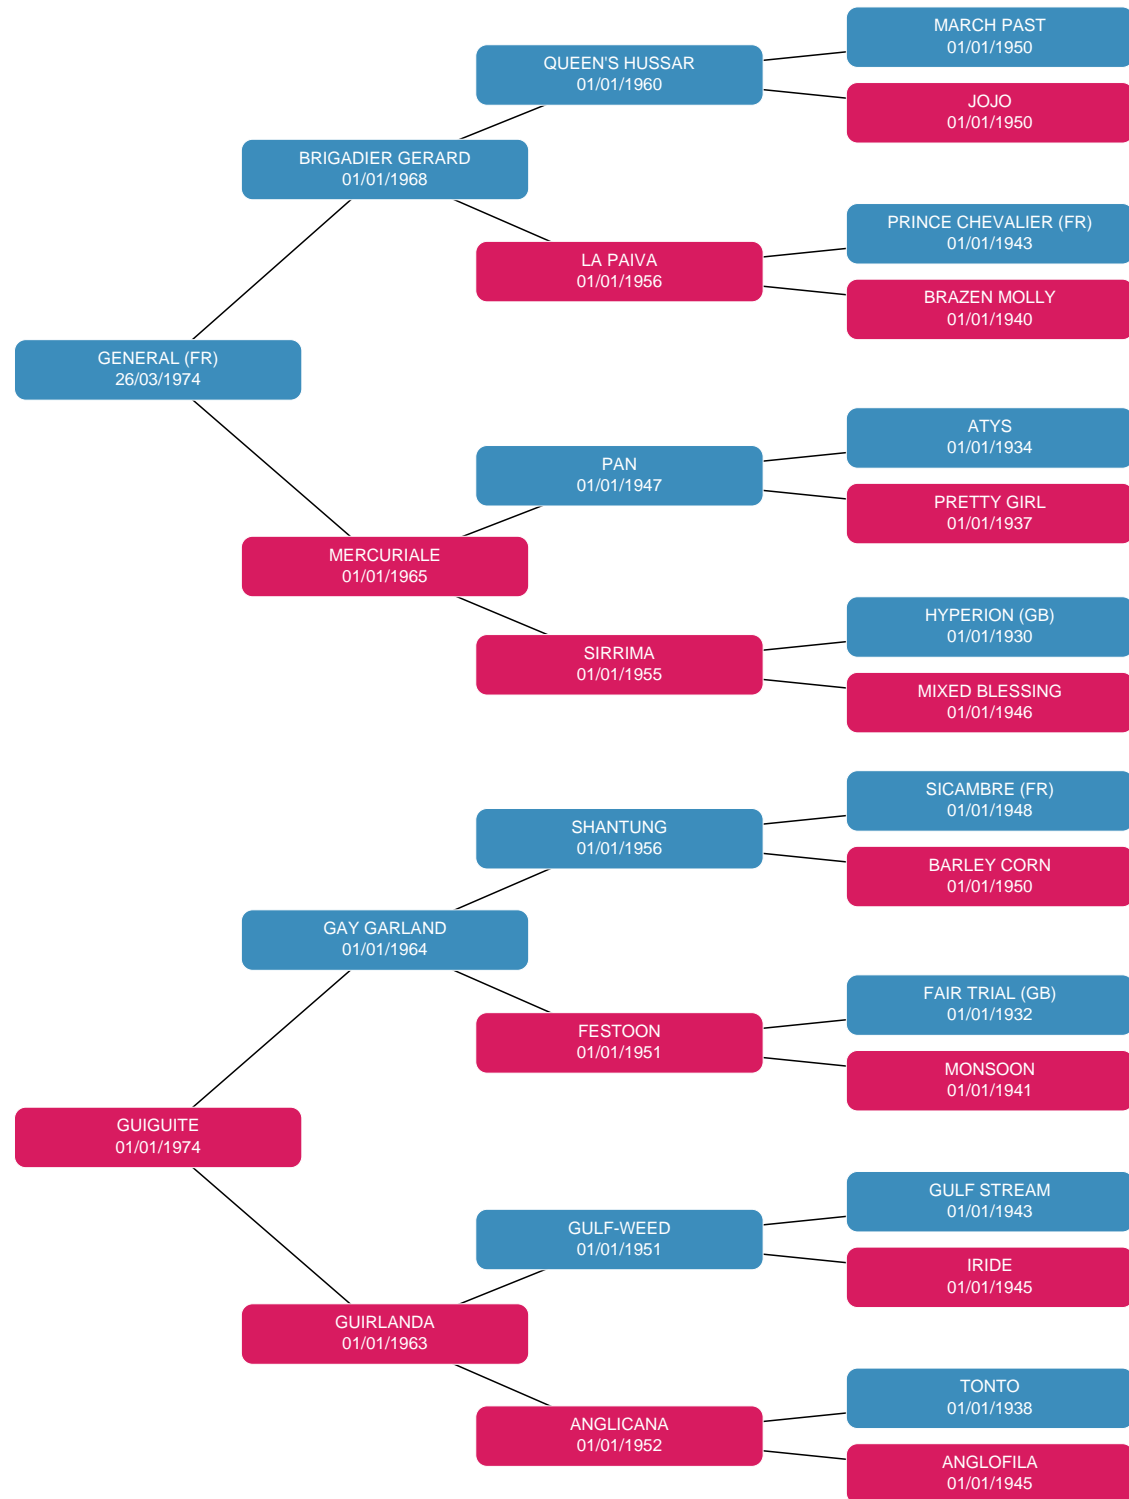 MARCH PAST
01/01/1950
QUEEN'S HUSSAR
01/01/1960
JOJO
01/01/1950
BRIGADIER GERARD
01/01/1968
PRINCE CHEVALIER (FR)
01/01/1943
LA PAIVA
01/01/1956
BRAZEN MOLLY
01/01/1940
GENERAL (FR)
26/03/1974
ATYS
01/01/1934
PAN
01/01/1947
PRETTY GIRL
01/01/1937
MERCURIALE
01/01/1965
HYPERION (GB)
01/01/1930
SIRRIMA
01/01/1955
MIXED BLESSING
01/01/1946
SICAMBRE (FR)
01/01/1948
SHANTUNG
01/01/1956
BARLEY CORN
01/01/1950
GAY GARLAND
01/01/1964
FAIR TRIAL (GB)
01/01/1932
FESTOON
01/01/1951
MONSOON
01/01/1941
GUIGUITE
01/01/1974
GULF STREAM
01/01/1943
GULF-WEED
01/01/1951
IRIDE
01/01/1945
GUIRLANDA
01/01/1963
TONTO
01/01/1938
ANGLICANA
01/01/1952
ANGLOFILA
01/01/1945